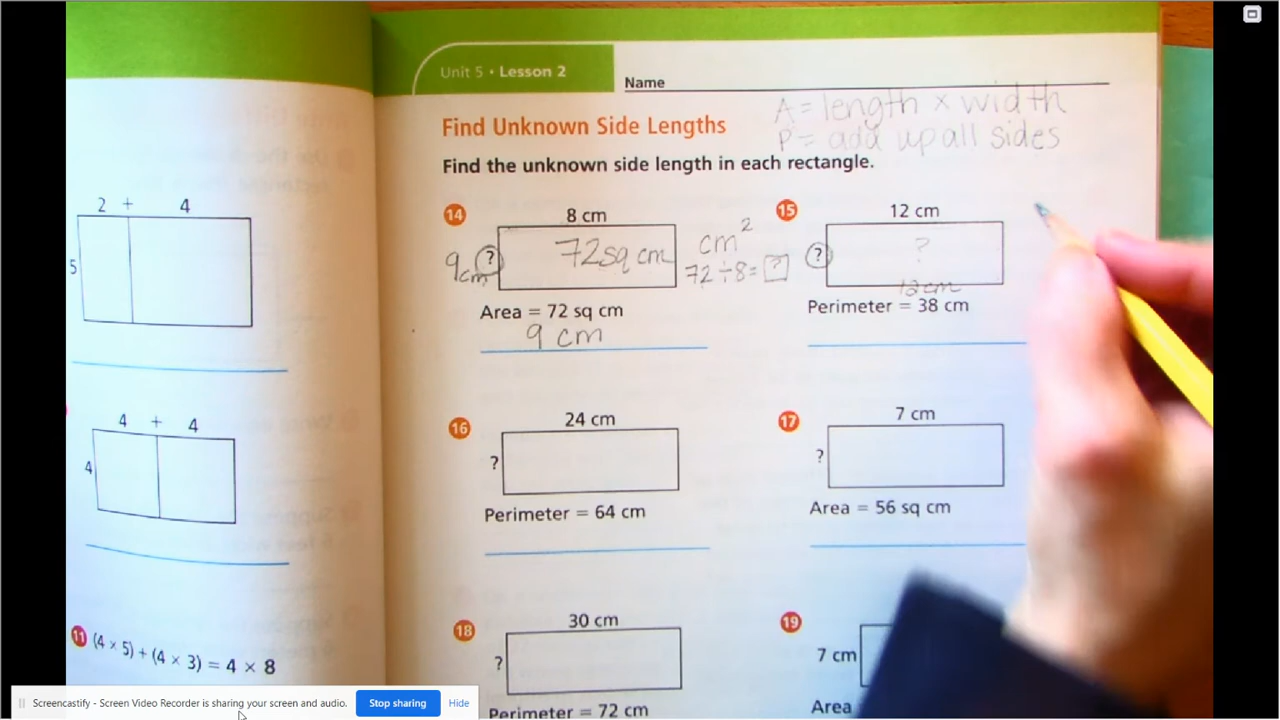 Unit 5 • Lesson 2
Name
A = length × width
P = add up all sides
Find Unknown Side Lengths
Find the unknown side length in each rectangle.
2 + 4
5
4 + 4
4
11 (4 × 5) + (4 × 3) = 4 × 8
14
8 cm
9 cm
?
72 sq cm
cm²
72 ÷ 8 = ?
Area = 72 sq cm
9 cm
15
12 cm
?
?
12 cm
Perimeter = 38 cm
16
24 cm
?
Perimeter = 64 cm
17
7 cm
?
Area = 56 sq cm
18
30 cm
?
Perimeter = 72 cm
19
7 cm
Area
Screencastify - Screen Video Recorder is sharing your screen and audio.
Stop sharing
Hide